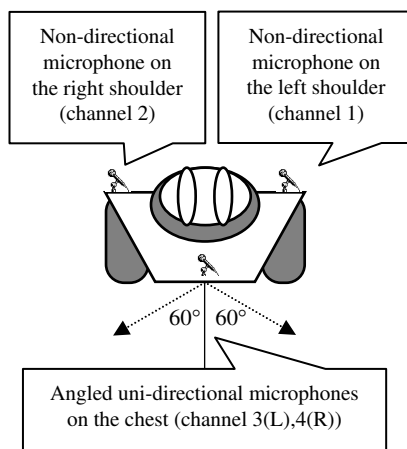 Non-directional
microphone on
the right shoulder
(channel 2)
Non-directional
microphone on
the left shoulder
(channel 1)
60° 60°
Angled uni-directional microphones
on the chest (channel 3(L),4(R))